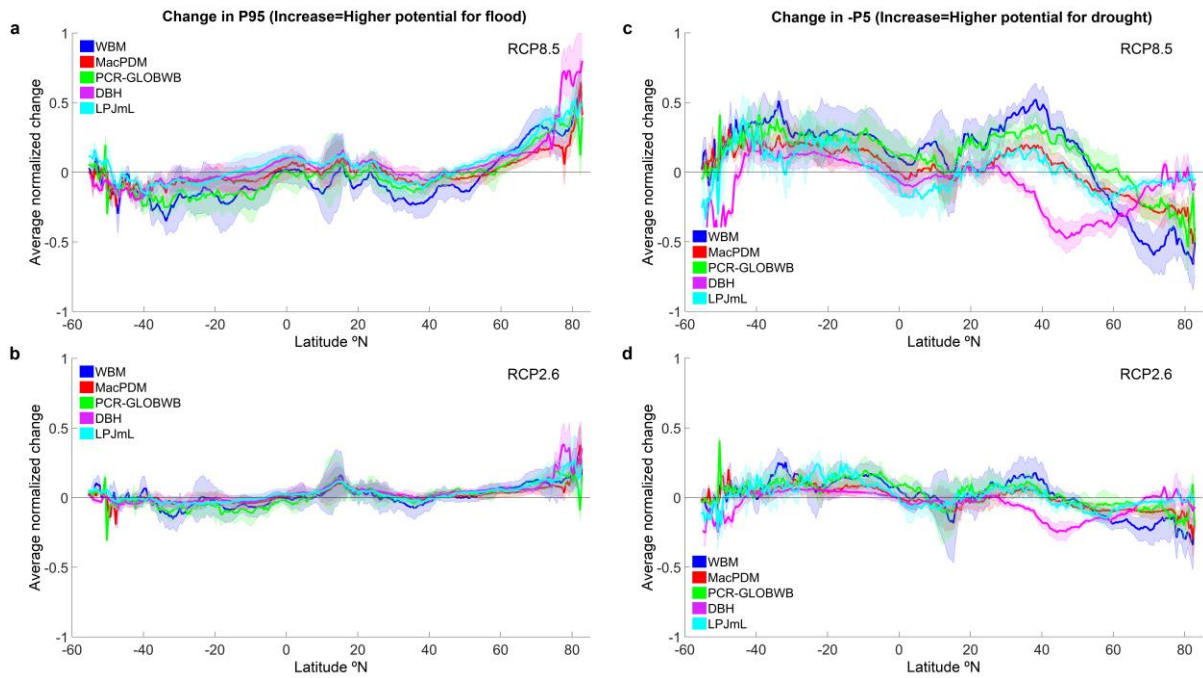 Change in P95 (Increase=Higher potential for flood)
a
1
0.5
0
-0.5
-1
Average normalized change
WBM
MacPDM
PCR-GLOBWB
DBH
LPJmL
RCP8.5
-60 -40 -20 0 20 40 60 80
Latitude ºN
b
1
0.5
0
-0.5
-1
Average normalized change
WBM
MacPDM
PCR-GLOBWB
DBH
LPJmL
RCP2.6
-60 -40 -20 0 20 40 60 80
Latitude ºN
Change in -P5 (Increase=Higher potential for drought)
c
1
0.5
0
-0.5
-1
Average normalized change
RCP8.5
WBM
MacPDM
PCR-GLOBWB
DBH
LPJmL
-60 -40 -20 0 20 40 60 80
Latitude ºN
d
1
0.5
0
-0.5
-1
Average normalized change
RCP2.6
WBM
MacPDM
PCR-GLOBWB
DBH
LPJmL
-60 -40 -20 0 20 40 60 80
Latitude ºN